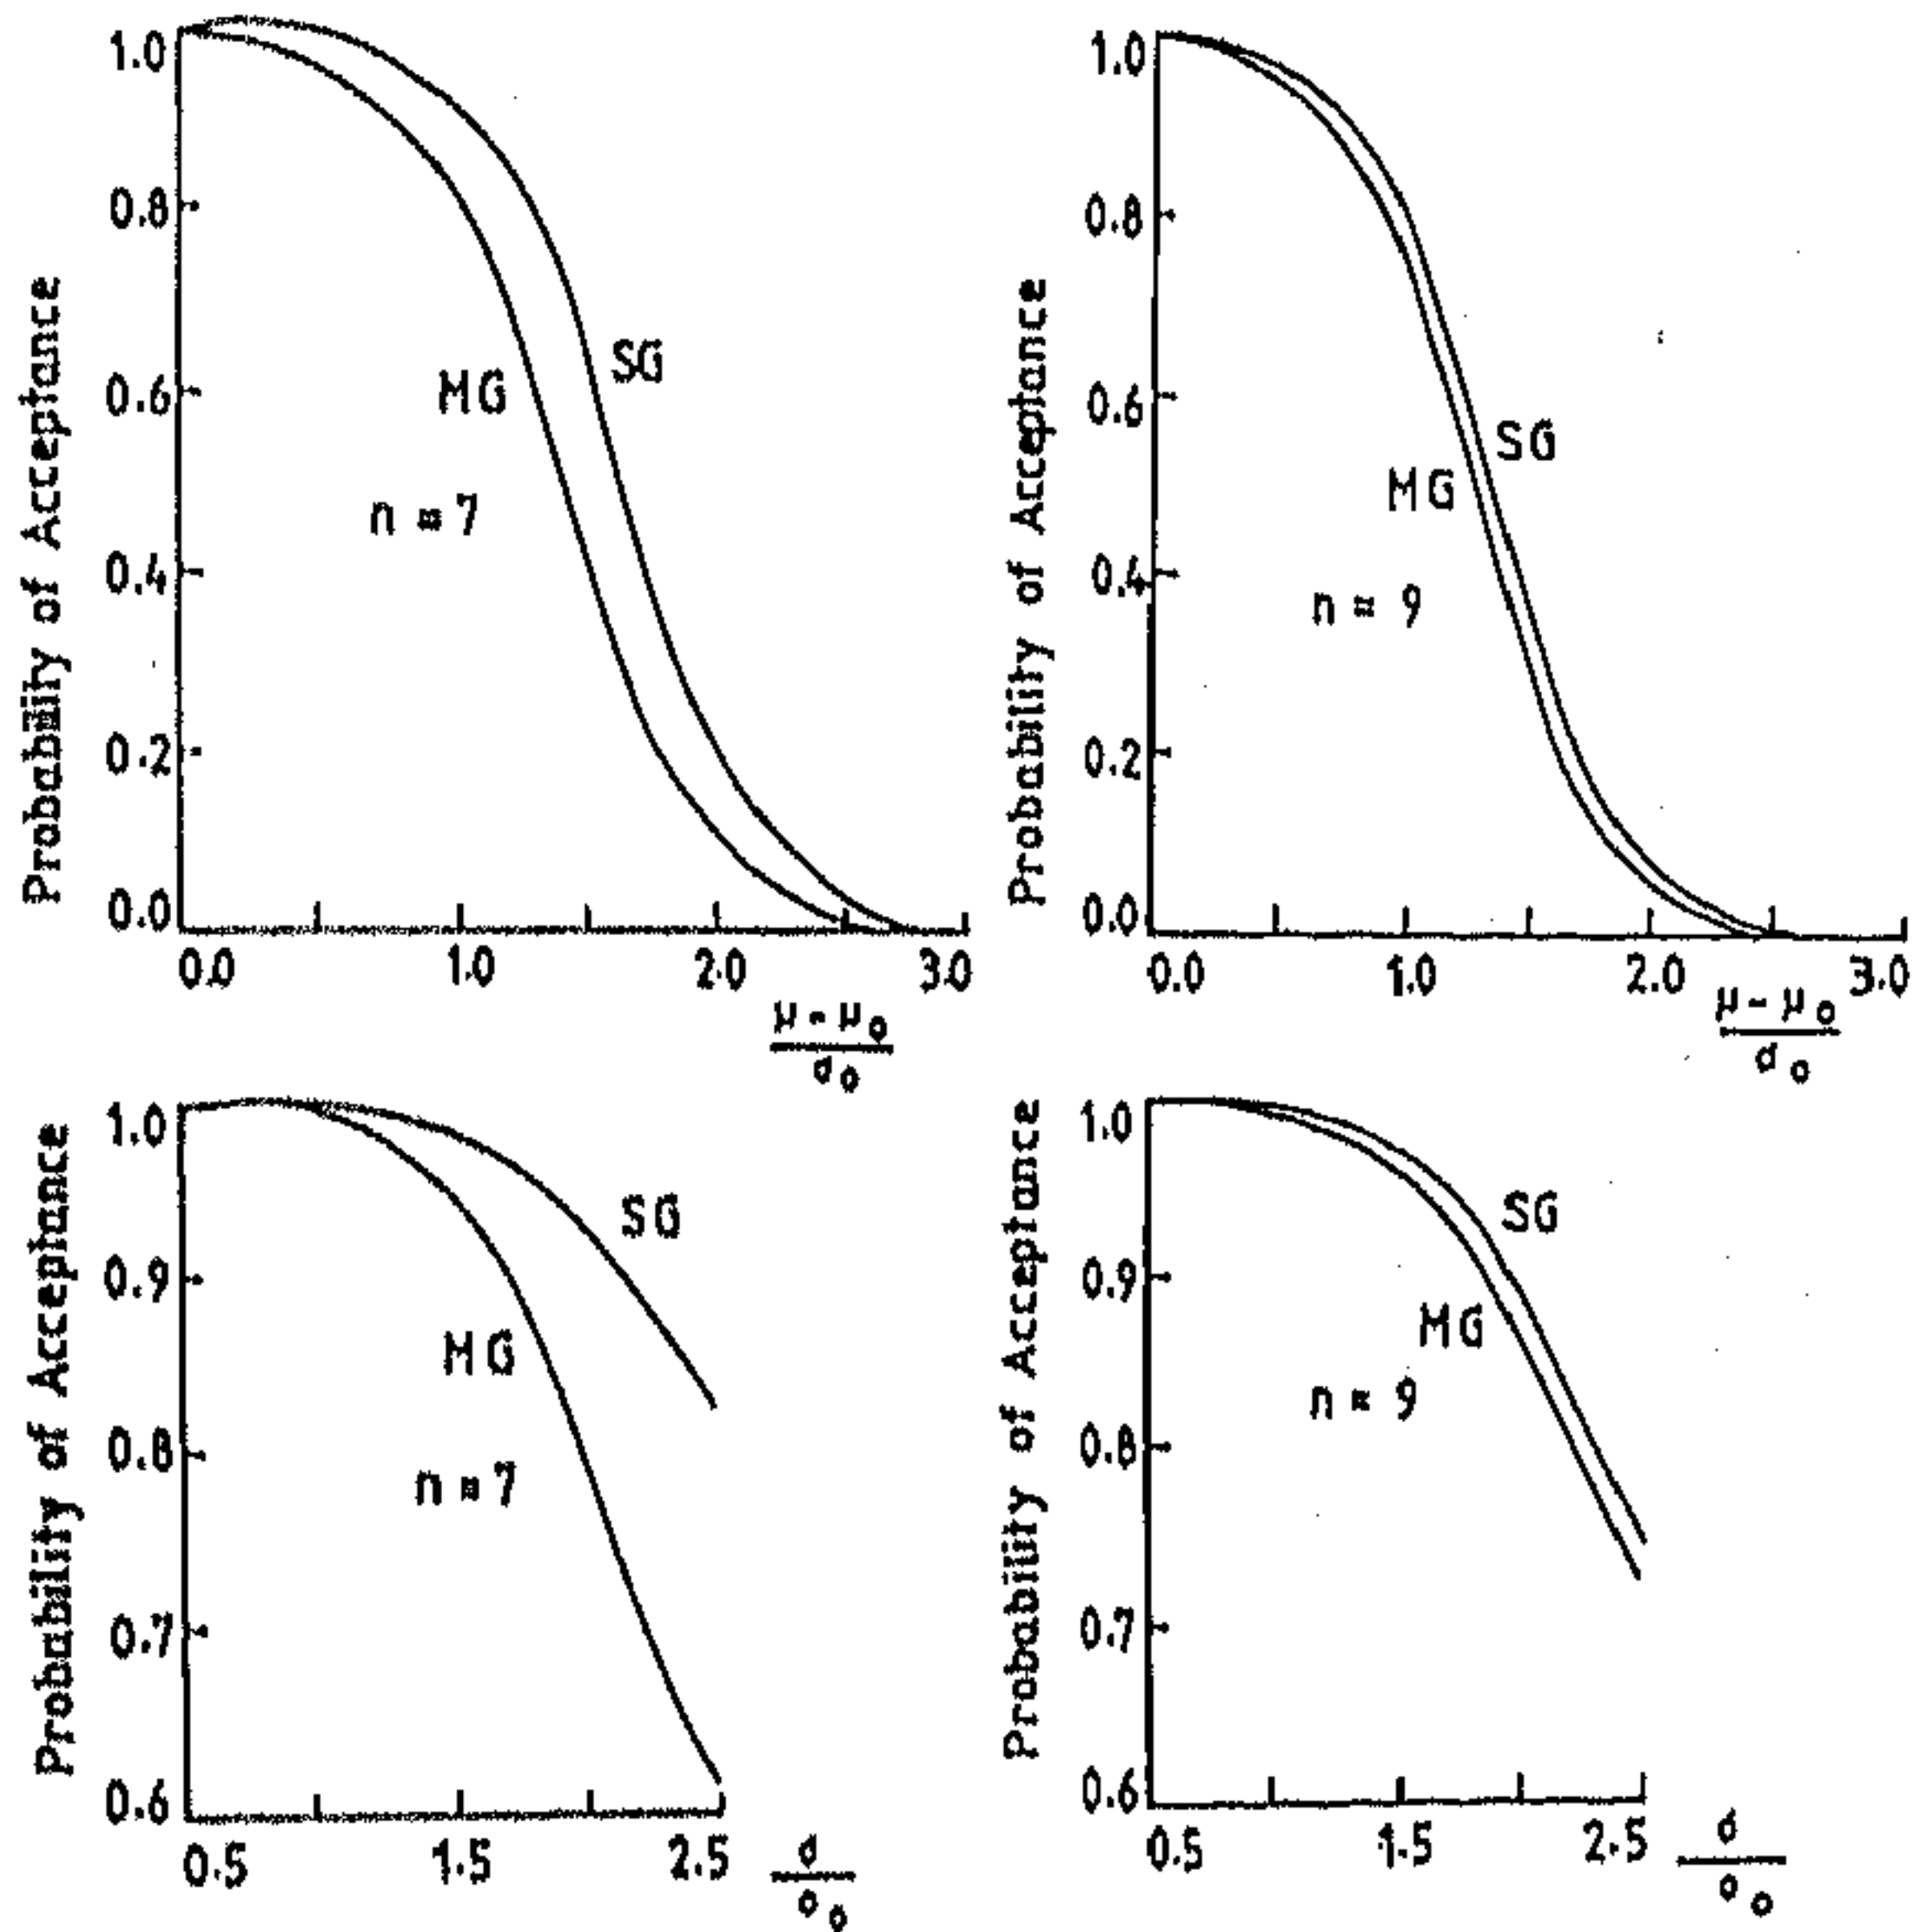 Probability of Acceptance
1.0
0.8
0.6
0.4
0.2
0.0
MG
SG
n = 7
0.0 1.0 2.0 3.0
μ - μ₀
σ₀
Probability of Acceptance
1.0
0.8
0.6
0.4
0.2
0.0
SG
MG
n = 9
0.0 1.0 2.0 3.0
μ - μ₀
σ₀
Probability of Acceptance
1.0
0.9
0.8
0.7
0.6
SG
MG
n = 7
0.5 1.5 2.5
σ
σ₀
Probability of Acceptance
1.0
0.9
0.8
0.7
0.6
SG
MG
n = 9
0.5 1.5 2.5
σ
σ₀